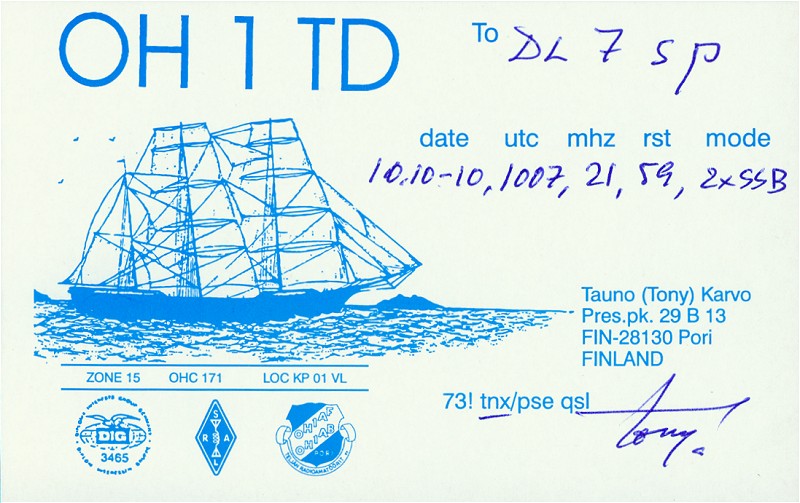 OH 1 TD
To DL 7 SP
date utc mhz rst mode
10.10-10, 1007, 21, 59, 2xSSB
Tauno (Tony) Karvo
Pres.pk. 29 B 13
FIN-28130 Pori
FINLAND
ZONE 15 OHC 171 LOC KP 01 VL
73! tnx/pse qsl Tony.
DIG
3465
SRAL
OH1AF
OH1AB
PORI